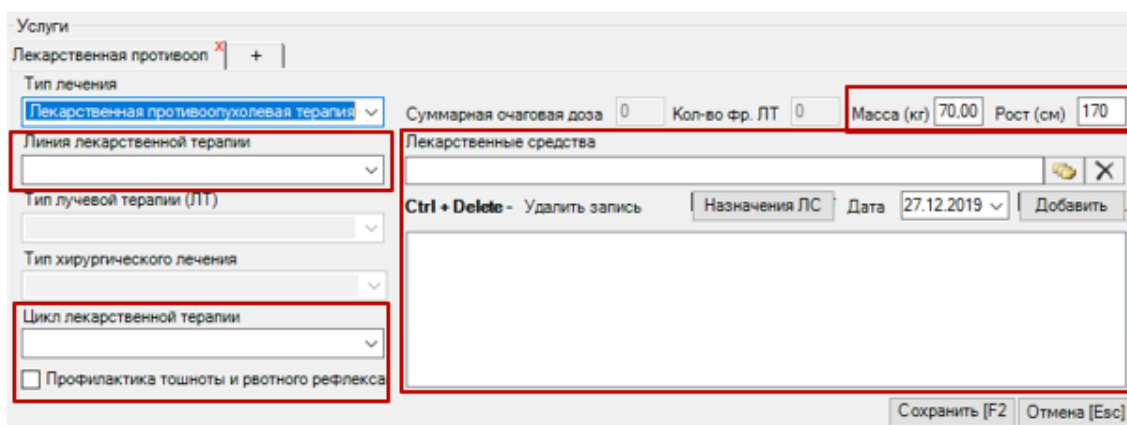 Услуги
Лекарственная противооп X +
Тип лечения
Лекарственная противоопухолевая терапия Суммарная очаговая доза 0 Кол-во фр. ЛТ 0 Масса (кг) 70,00 Рост (см) 170
Линия лекарственной терапии Лекарственные средства
Тип лучевой терапии (ЛТ) Ctrl + Delete - Удалить запись Назначения ЛС Дата 27.12.2019 Добавить
Тип хирургического лечения
Цикл лекарственной терапии
Профилактика тошноты и рвотного рефлекса
Сохранить [F2 Отмена [Esc]